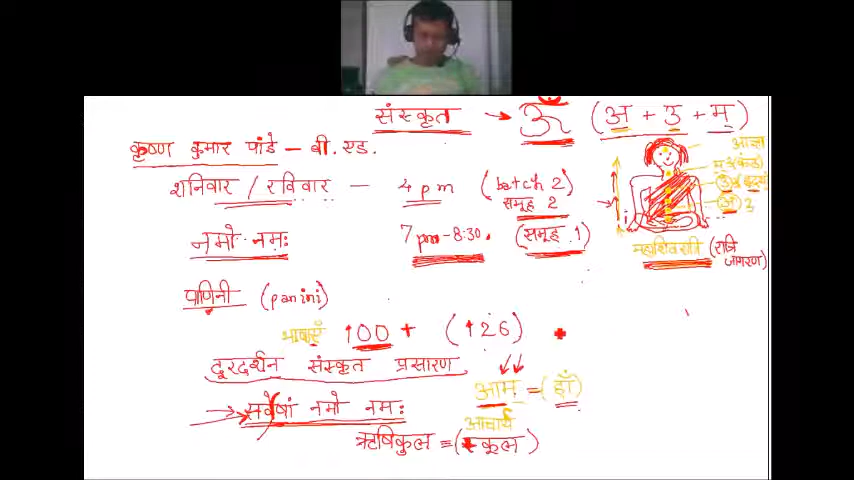 संस्कृत → ॐ (अ + उ + म)
कृष्ण कुमार पांडे – बी. एड.
आज्ञा
शनिवार / रविवार – 4 pm (batch 2)
समूह 2
नमो नमः 7 pm - 8:30. (समूह 1)
महाशिवरात्रि (रात्रि जागरण)
पाणिनी (panini)
भाषाएँ 100 + (126)
दूरदर्शन संस्कृत प्रसारण
आम = (हाँ)
सर्वेषां नमो नमः
आचार्य
ऋषिकुल = (स्कूल)